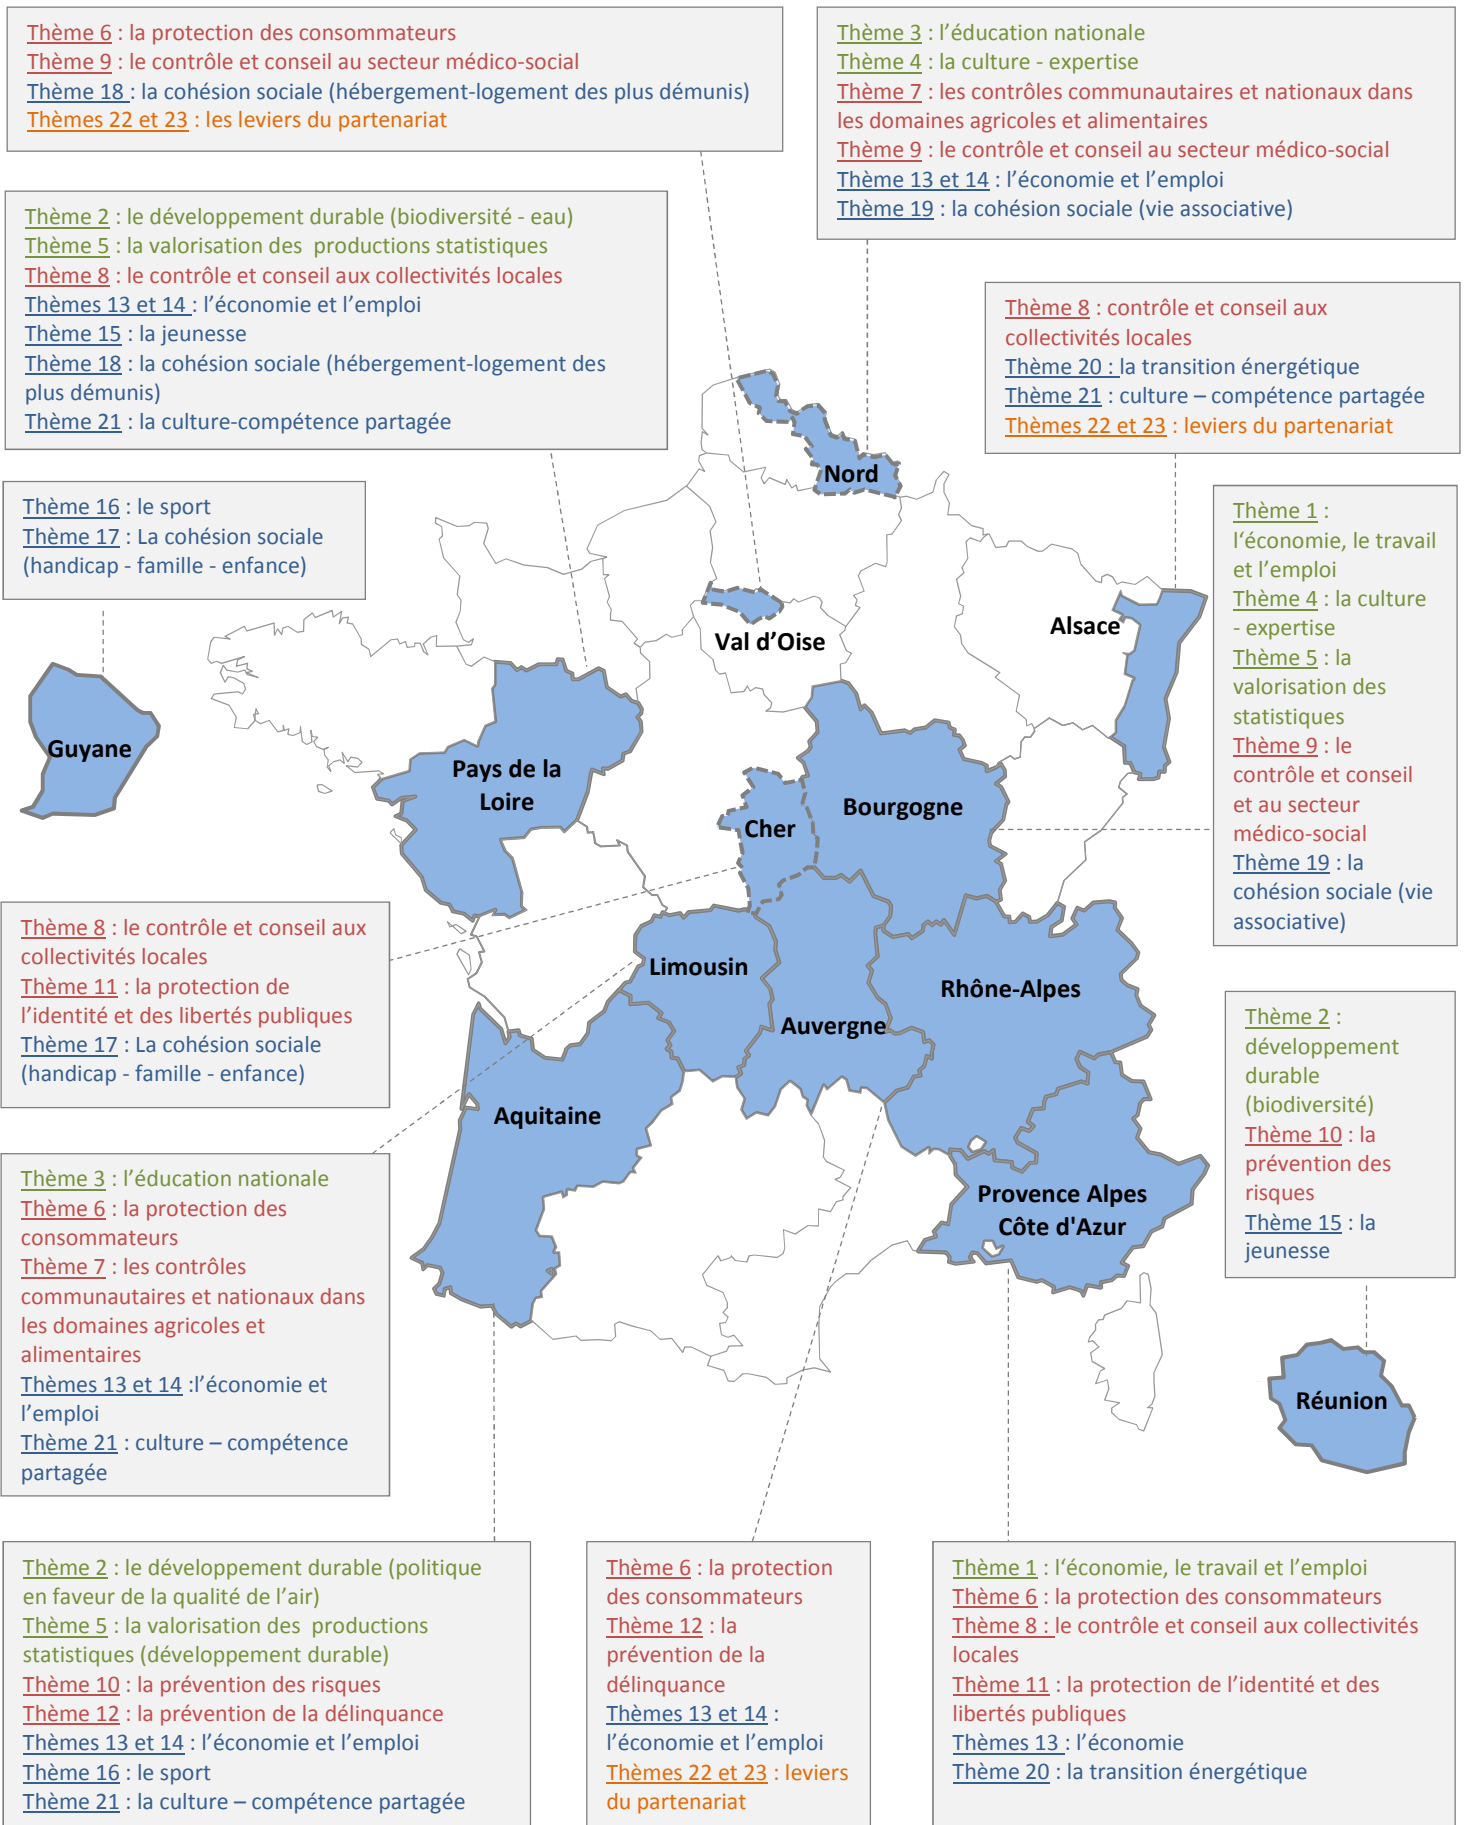 Thème 6 : la protection des consommateurs
Thème 9 : le contrôle et conseil au secteur médico-social
Thème 18 : la cohésion sociale (hébergement-logement des plus démunis)
Thèmes 22 et 23 : les leviers du partenariat
Thème 3 : l’éducation nationale
Thème 4 : la culture - expertise
Thème 7 : les contrôles communautaires et nationaux dans
les domaines agricoles et alimentaires
Thème 9 : le contrôle et conseil au secteur médico-social
Thème 13 et 14 : l’économie et l’emploi
Thème 19 : la cohésion sociale (vie associative)
Thème 2 : le développement durable (biodiversité - eau)
Thème 5 : la valorisation des productions statistiques
Thème 8 : le contrôle et conseil aux collectivités locales
Thèmes 13 et 14 : l’économie et l’emploi
Thème 15 : la jeunesse
Thème 18 : la cohésion sociale (hébergement-logement des
plus démunis)
Thème 21 : la culture-compétence partagée
Thème 8 : contrôle et conseil aux
collectivités locales
Thème 20 : la transition énergétique
Thème 21 : culture – compétence partagée
Thèmes 22 et 23 : leviers du partenariat
Thème 16 : le sport
Thème 17 : La cohésion sociale
(handicap - famille - enfance)
Thème 1 :
l‘économie, le travail
et l’emploi
Thème 4 : la culture
- expertise
Thème 5 : la
valorisation des
statistiques
Thème 9 : le
contrôle et conseil
et au secteur
médico-social
Thème 19 : la
cohésion sociale (vie
associative)
Nord
Val d’Oise
Alsace
Guyane
Pays de la
Loire
Cher
Bourgogne
Limousin
Auvergne
Rhône-Alpes
Aquitaine
Provence Alpes
Côte d'Azur
Réunion
Thème 8 : le contrôle et conseil aux
collectivités locales
Thème 11 : la protection de
l’identité et des libertés publiques
Thème 17 : La cohésion sociale
(handicap - famille - enfance)
Thème 2 :
développement
durable
(biodiversité)
Thème 10 : la
prévention des
risques
Thème 15 : la
jeunesse
Thème 3 : l’éducation nationale
Thème 6 : la protection des
consommateurs
Thème 7 : les contrôles
communautaires et nationaux dans
les domaines agricoles et
alimentaires
Thèmes 13 et 14 :l’économie et
l’emploi
Thème 21 : culture – compétence
partagée
Thème 2 : le développement durable (politique
en faveur de la qualité de l’air)
Thème 5 : la valorisation des productions
statistiques (développement durable)
Thème 10 : la prévention des risques
Thème 12 : la prévention de la délinquance
Thèmes 13 et 14 : l’économie et l’emploi
Thème 16 : le sport
Thème 21 : la culture – compétence partagée
Thème 6 : la protection
des consommateurs
Thème 12 : la
prévention de la
délinquance
Thèmes 13 et 14 :
l’économie et l’emploi
Thèmes 22 et 23 : leviers
du partenariat
Thème 1 : l‘économie, le travail et l’emploi
Thème 6 : la protection des consommateurs
Thème 8 : le contrôle et conseil aux collectivités
locales
Thème 11 : la protection de l’identité et des
libertés publiques
Thèmes 13 : l’économie
Thème 20 : la transition énergétique